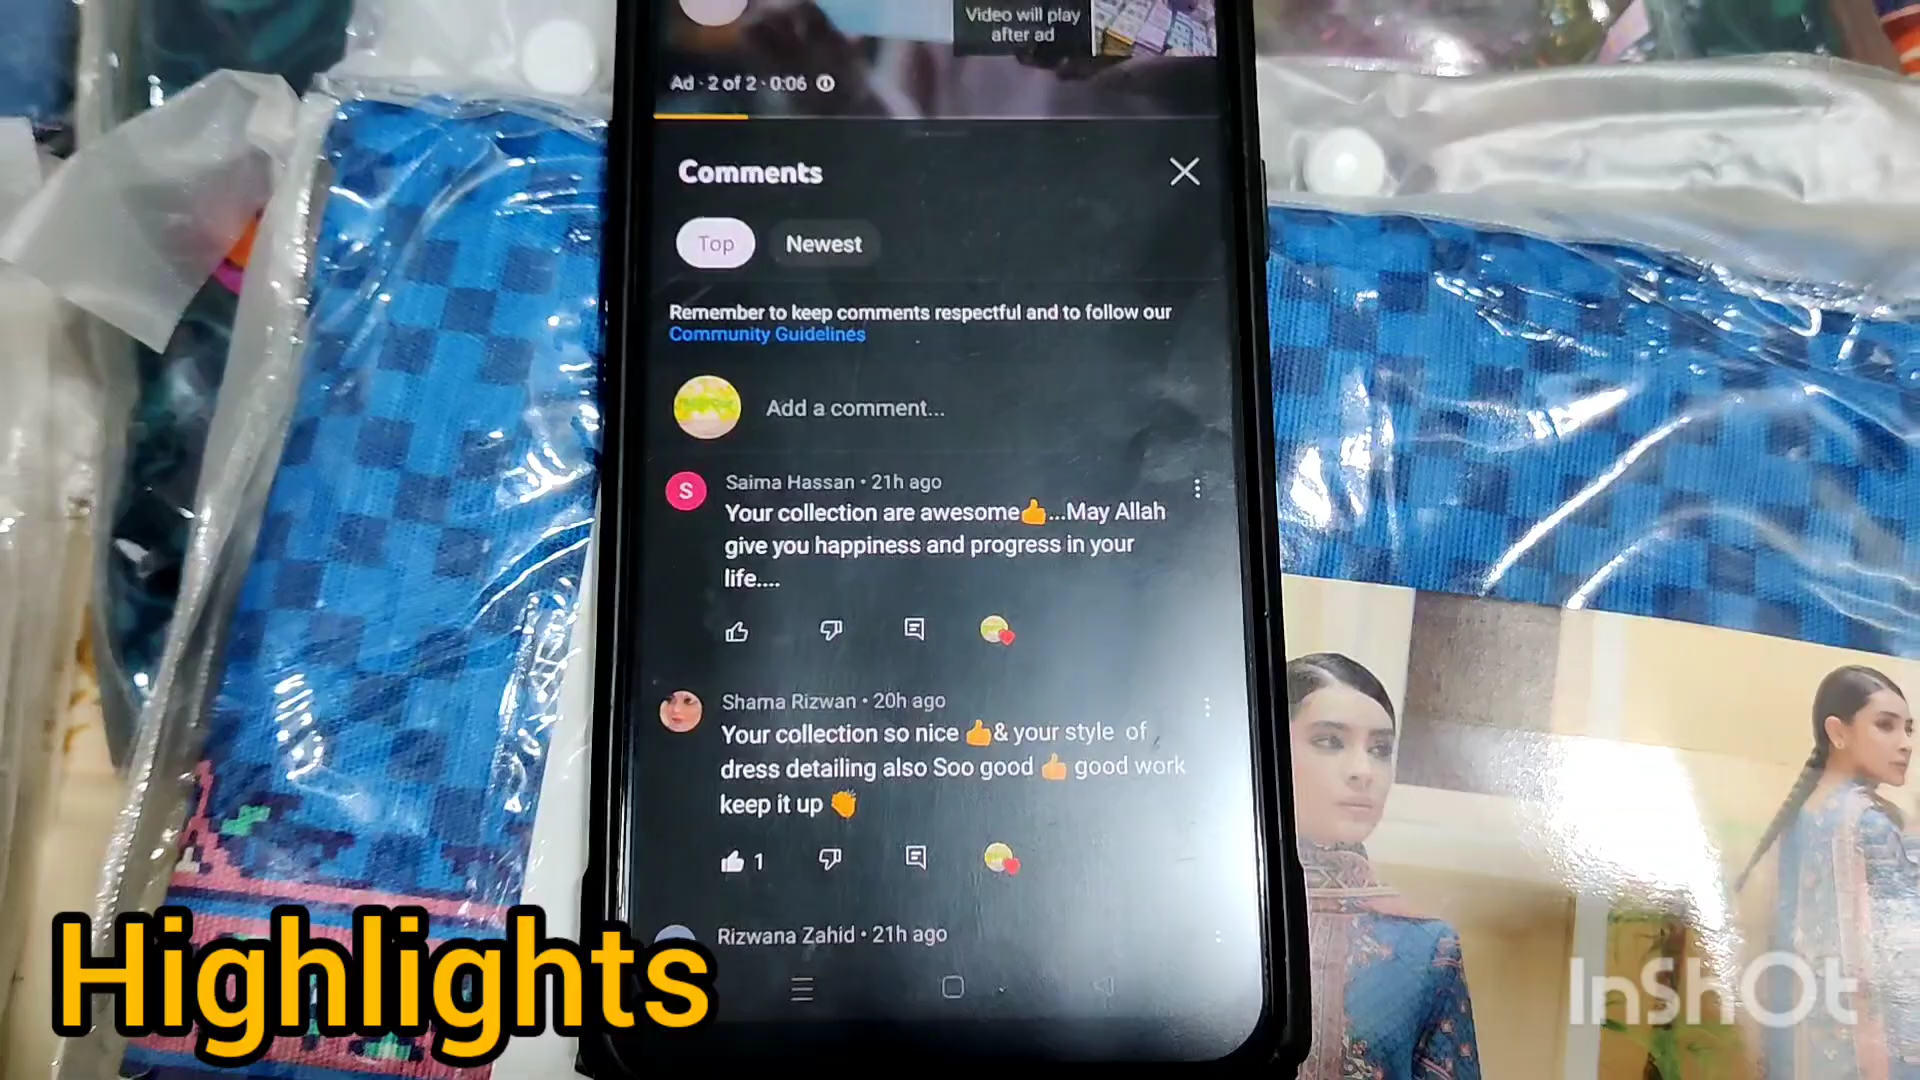 Video will play
after ad
Ad · 2 of 2 · 0:06
Comments
Top
Newest
Remember to keep comments respectful and to follow our
Community Guidelines
Add a comment...
S
Saima Hassan • 21h ago
Your collection are awesome👍...May Allah
give you happiness and progress in your
life....
Shama Rizwan • 20h ago
Your collection so nice 👍& your style of
dress detailing also Soo good 👍 good work
keep it up 👏
1
Rizwana Zahid • 21h ago
Highlights
InShOt